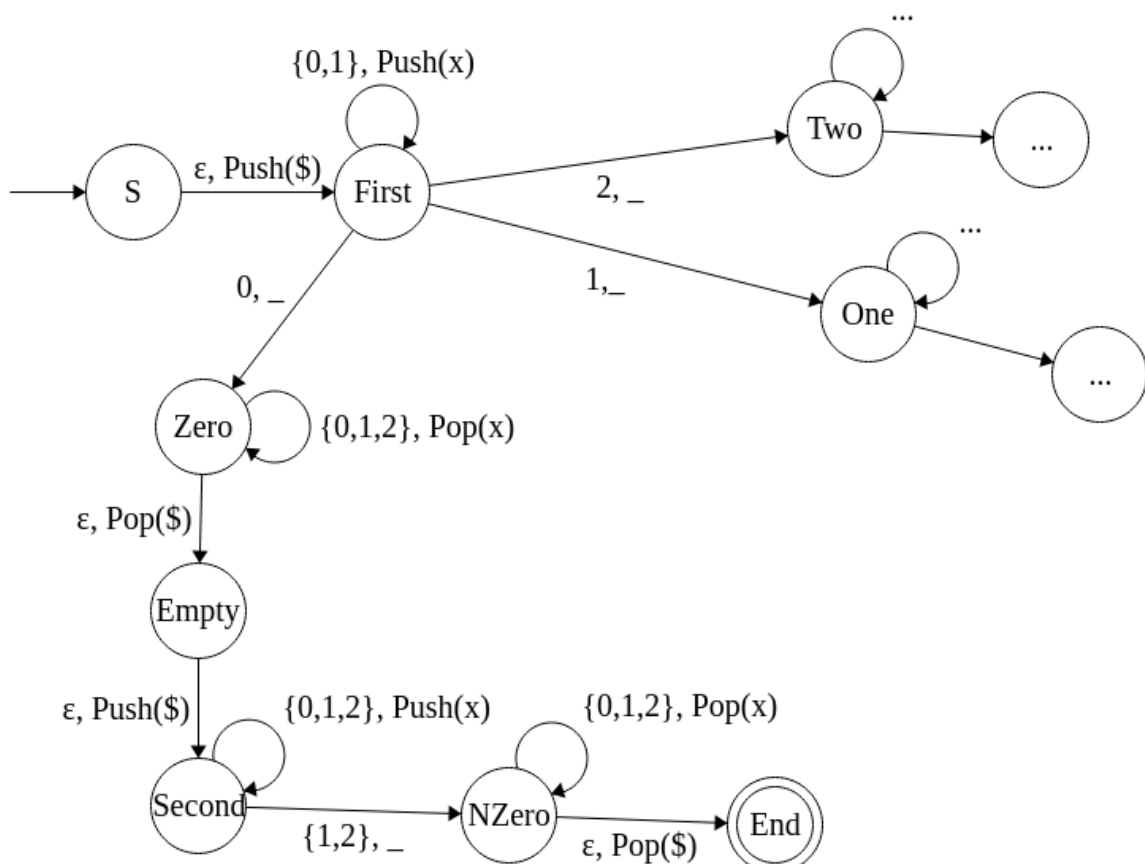 ...
{0,1}, Push(x)
Two
...
S
ε, Push($)
First
2, _
...
1,_
One
...
0, _
Zero
{0,1,2}, Pop(x)
ε, Pop($)
Empty
ε, Push($)
{0,1,2}, Push(x)
{0,1,2}, Pop(x)
Second
{1,2}, _
NZero
ε, Pop($)
End